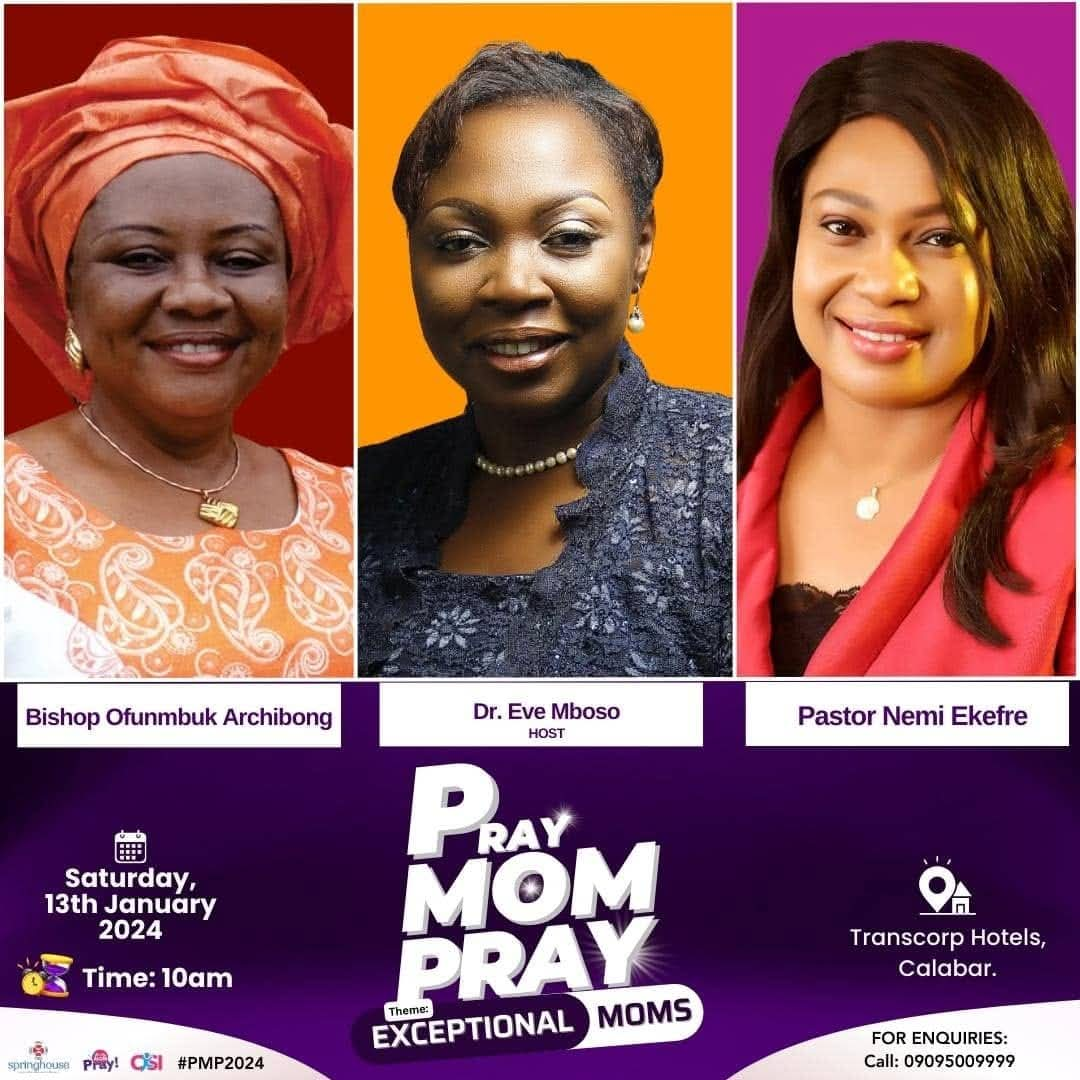 Bishop Ofunmbuk Archibong
Dr. Eve Mboso
HOST
Pastor Nemi Ekefre
Saturday,
13th January
2024
Time: 10am
PRAY
MOM
PRAY
Theme:
EXCEPTIONAL MOMS
Transcorp Hotels,
Calabar.
springhouse
Pray!
#PMP2024
FOR ENQUIRIES:
Call: 09095009999